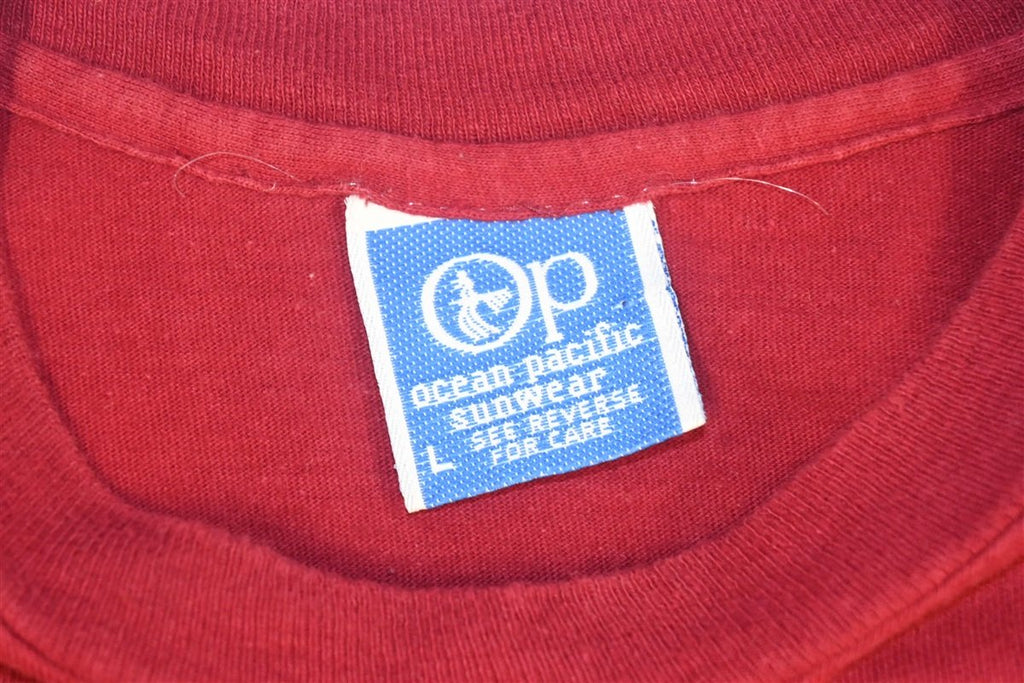 Op
ocean pacific
sunwear
SEE REVERSE
L FOR CARE